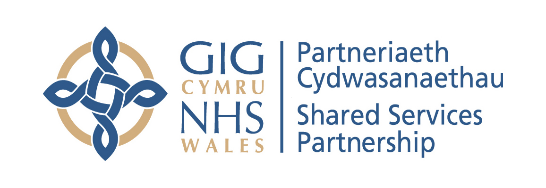 GIG
CYMRU
NHS
WALES
Partneriaeth
Cydwasanaethau
Shared Services
Partnership